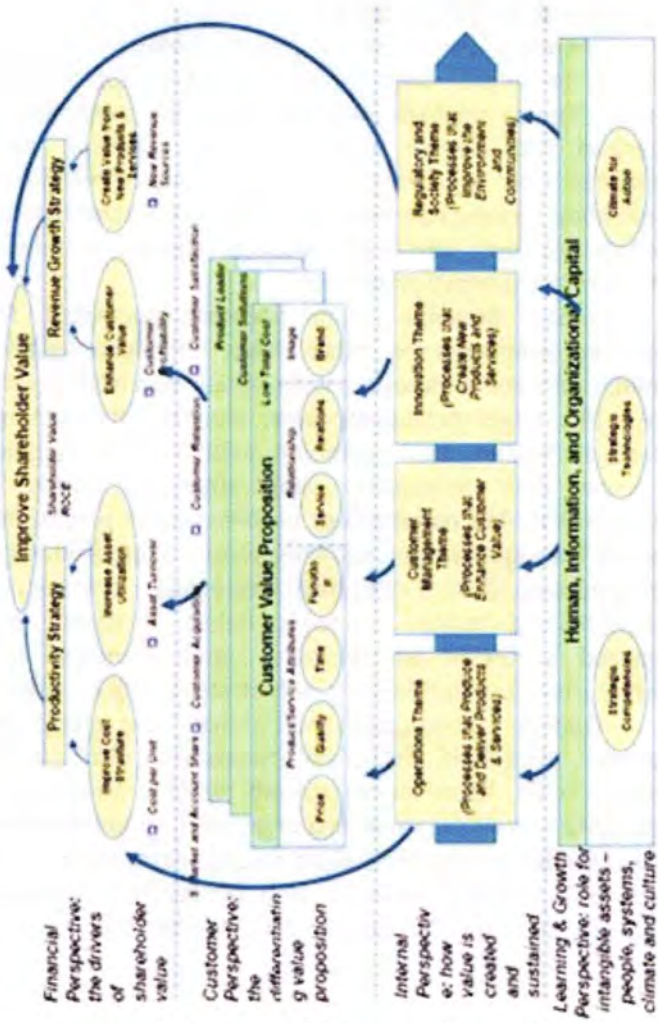 Financial
Perspective:
the drivers
of
shareholder
value
Improve Shareholder Value
Shareholder Value
ROCE
Productivity Strategy
Revenue Growth Strategy
Improve Cost
Structure
Increase Asset
Utilization
Enhance Customer
Value
Create Value from
New Products &
Services
Cost per Unit
Asset Turnover
Customer
Profitability
New Revenue
Sources
Customer
Perspective:
the
differentiatin
g value
proposition
Market and Account Share
Customer Acquisition
Customer Retention
Customer Satisfaction
Product Leader
Customer Solutions
Low Total Cost
Customer Value Proposition
Product/Service Attributes
Relationship
Image
Price
Quality
Time
Functio
n
Service
Relations
Brand
Internal
Perspectiv
e: how
value is
created
and
sustained
Operational Theme
(Processes that Produce
and Deliver Products
& Services)
Customer
Management
Theme
(Processes that
Enhance Customer
Value)
Innovation Theme
(Processes that
Create New
Products and
Services)
Regulatory and
Society Theme
(Processes that
Improve the
Environment
and
Communities)
Learning & Growth
Perspective: role for
intangible assets –
people, systems,
climate and culture
Human, Information, and Organizational Capital
Strategic
Competencies
Strategic
Technologies
Climate for
Action